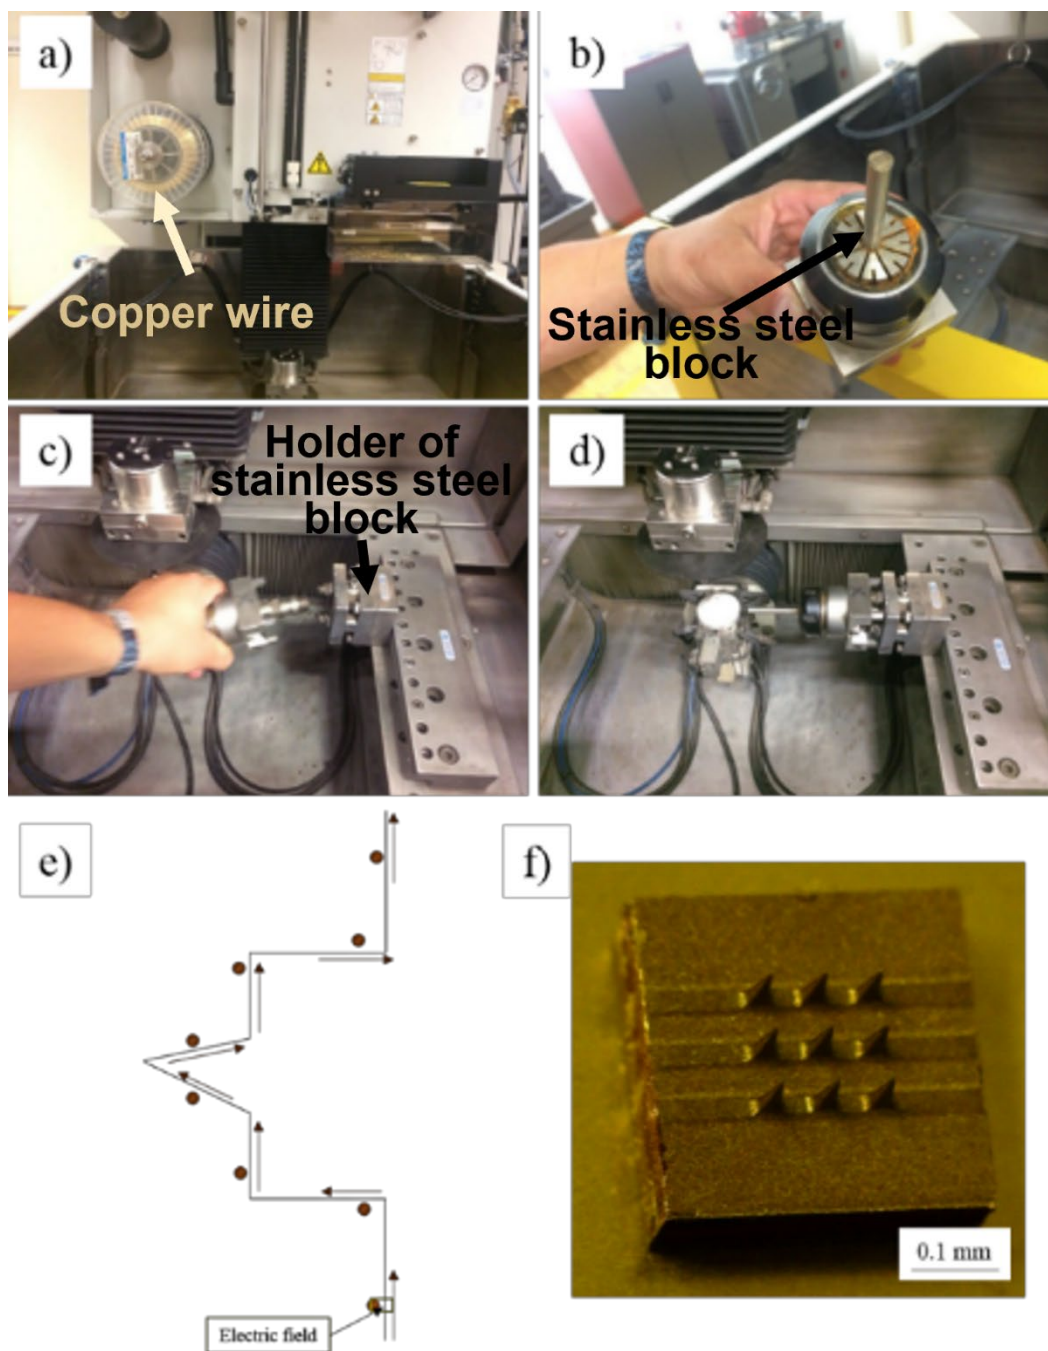 a)
Copper wire
b)
Stainless steel
block
c)
Holder of
stainless steel
block
d)
e)
Electric field
f)
0.1 mm